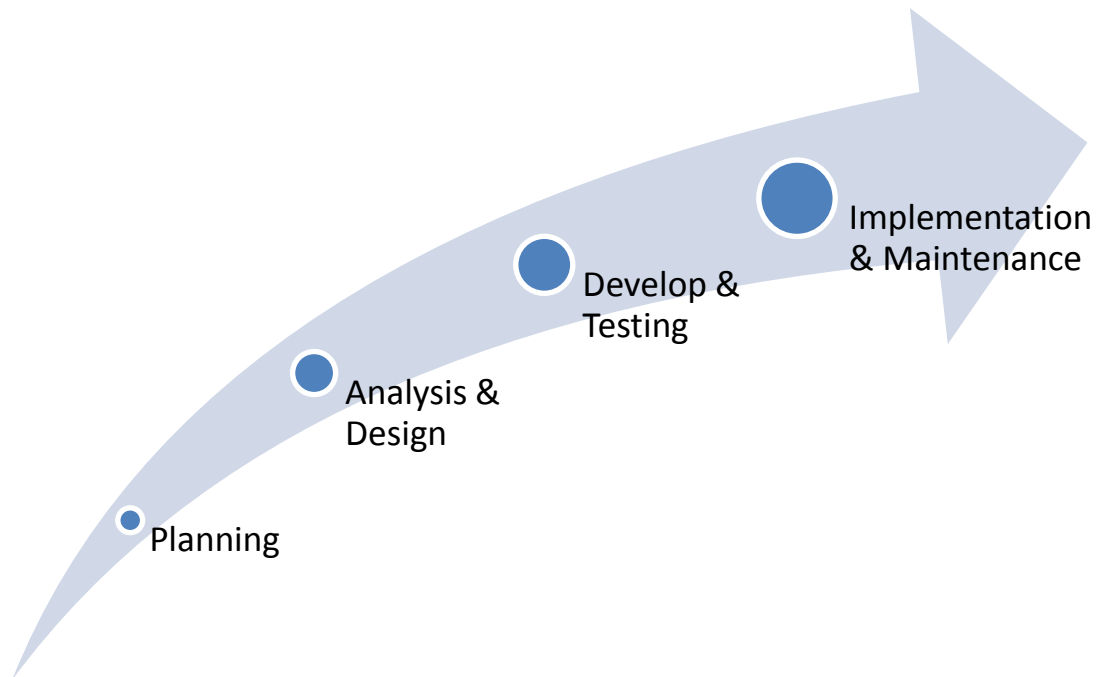 Planning
Analysis &
Design
Develop &
Testing
Implementation
& Maintenance